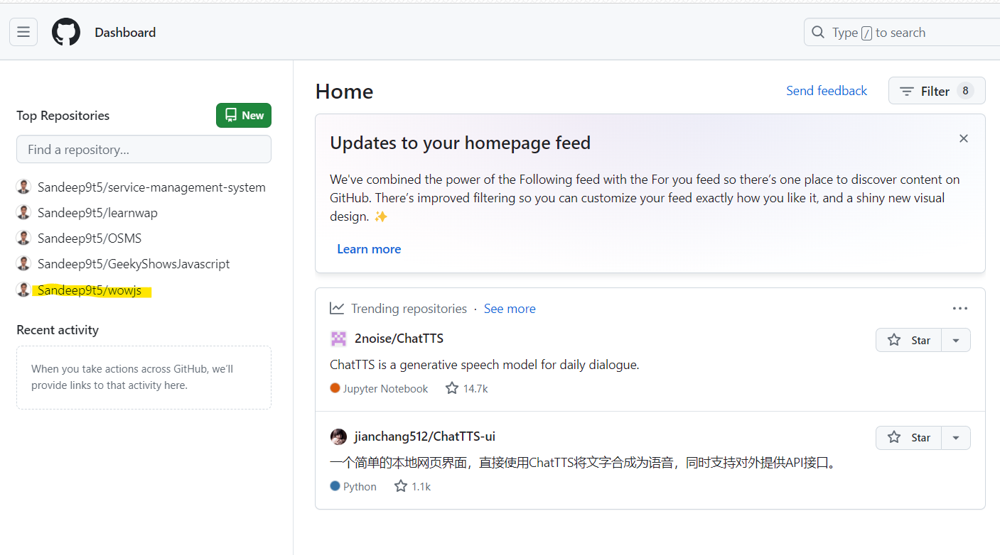 Dashboard
Type / to search
Top Repositories
New
Find a repository...
Sandeep9t5/service-management-system
Sandeep9t5/learnwap
Sandeep9t5/OSMS
Sandeep9t5/GeekyShowsJavascript
Sandeep9t5/wowjs
Recent activity
When you take actions across GitHub, we’ll
provide links to that activity here.
Home
Send feedback
Filter 8
Updates to your homepage feed
We've combined the power of the Following feed with the For you feed so there’s one place to discover content on
GitHub. There’s improved filtering so you can customize your feed exactly how you like it, and a shiny new visual
design. ✨
Learn more
Trending repositories · See more
2noise/ChatTTS
Star
ChatTTS is a generative speech model for daily dialogue.
Jupyter Notebook 14.7k
jianchang512/ChatTTS-ui
Star
一个简单的本地网页界面，直接使用ChatTTS将文字合成为语音，同时支持对外提供API接口。
Python 1.1k